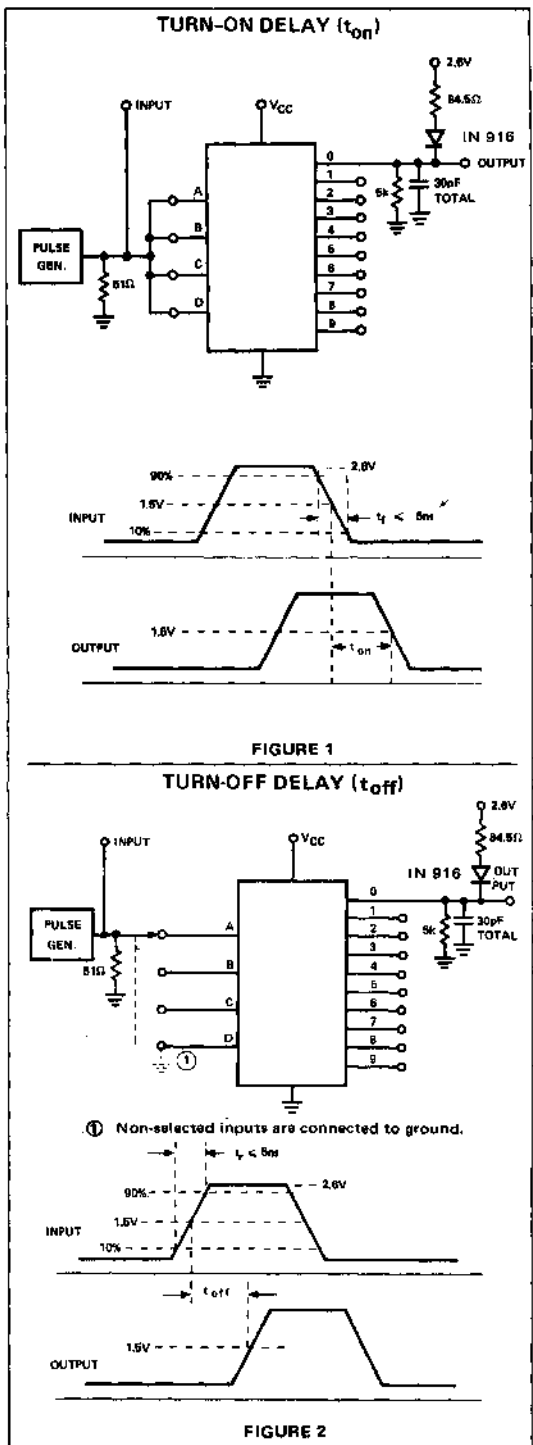 TURN-ON DELAY (ton)
2.6V
84.5Ω
IN 916
INPUT
VCC
0
OUTPUT
1
A
2
5k
30pF
TOTAL
3
B
4
PULSE
GEN.
5
C
6
51Ω
7
D
8
9
2.6V
90%
1.5V
INPUT
tf < 5ns
10%
1.5V
OUTPUT
ton
FIGURE 1
TURN-OFF DELAY (toff)
2.6V
84.5Ω
INPUT
VCC
IN 916
OUT
PUT
0
1
PULSE
GEN.
A
2
5k
30pF
TOTAL
3
51Ω
B
4
5
C
6
7
D
8
1
9
① Non-selected inputs are connected to ground.
tr < 5ns
2.6V
90%
1.5V
INPUT
10%
toff
1.5V
OUTPUT
FIGURE 2